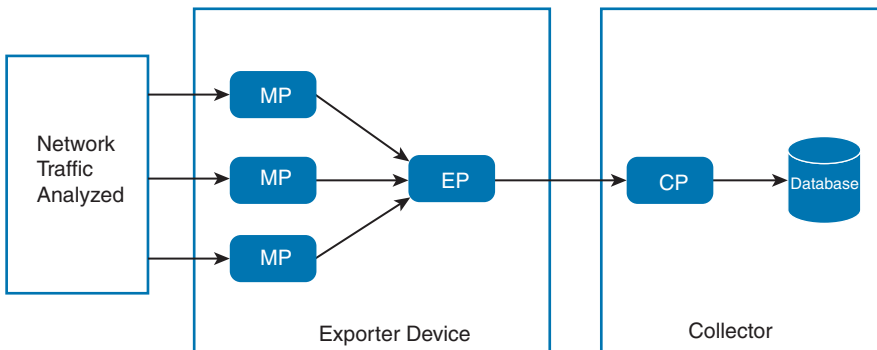 Network
Traffic
Analyzed
MP
MP
MP
EP
Exporter Device
CP
Database
Collector